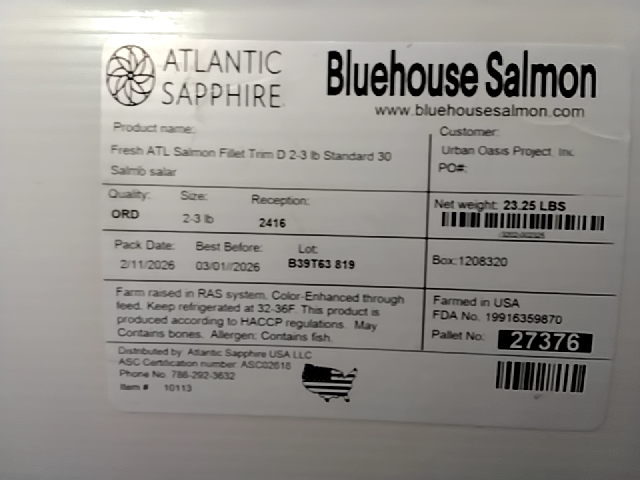 ATLANTIC
SAPPHIRE
Bluehouse Salmon
www.bluehousesalmon.com
Product name:
Fresh ATL Salmon Fillet Trim D 2-3 lb Standard 30
Salmo salar
Customer:
Urban Oasis Project, Inc.
PO#:
Quality: Size: Reception:
ORD 2-3 lb 2416
Net weight: 23.25 LBS
Pack Date: Best Before: Lot:
2/11/2026 03/01//2026 B39T63 819
Box:1208320
Farm raised in RAS system, Color-Enhanced through
feed. Keep refrigerated at 32-36F. This product is
produced according to HACCP regulations. May
Contains bones. Allergen: Contains fish.
Farmed in USA
FDA No. 19916359870
Pallet No: 27376
Distributed by: Atlantic Sapphire USA LLC
ASC Certification number: ASC02618
Phone No. 786-292-3632
Item # 10113